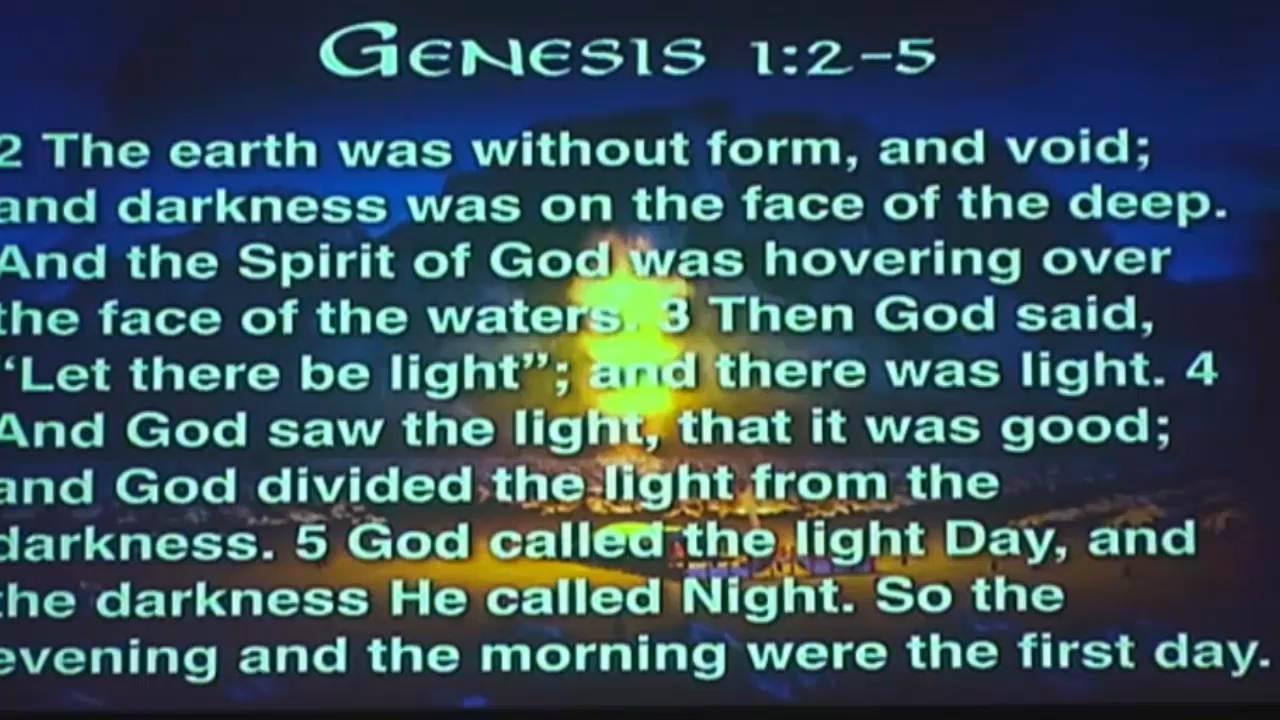 GENESIS 1:2-5
2 The earth was without form, and void;
and darkness was on the face of the deep.
And the Spirit of God was hovering over
the face of the waters. 3 Then God said,
“Let there be light”; and there was light. 4
And God saw the light, that it was good;
and God divided the light from the
darkness. 5 God called the light Day, and
the darkness He called Night. So the
evening and the morning were the first day.